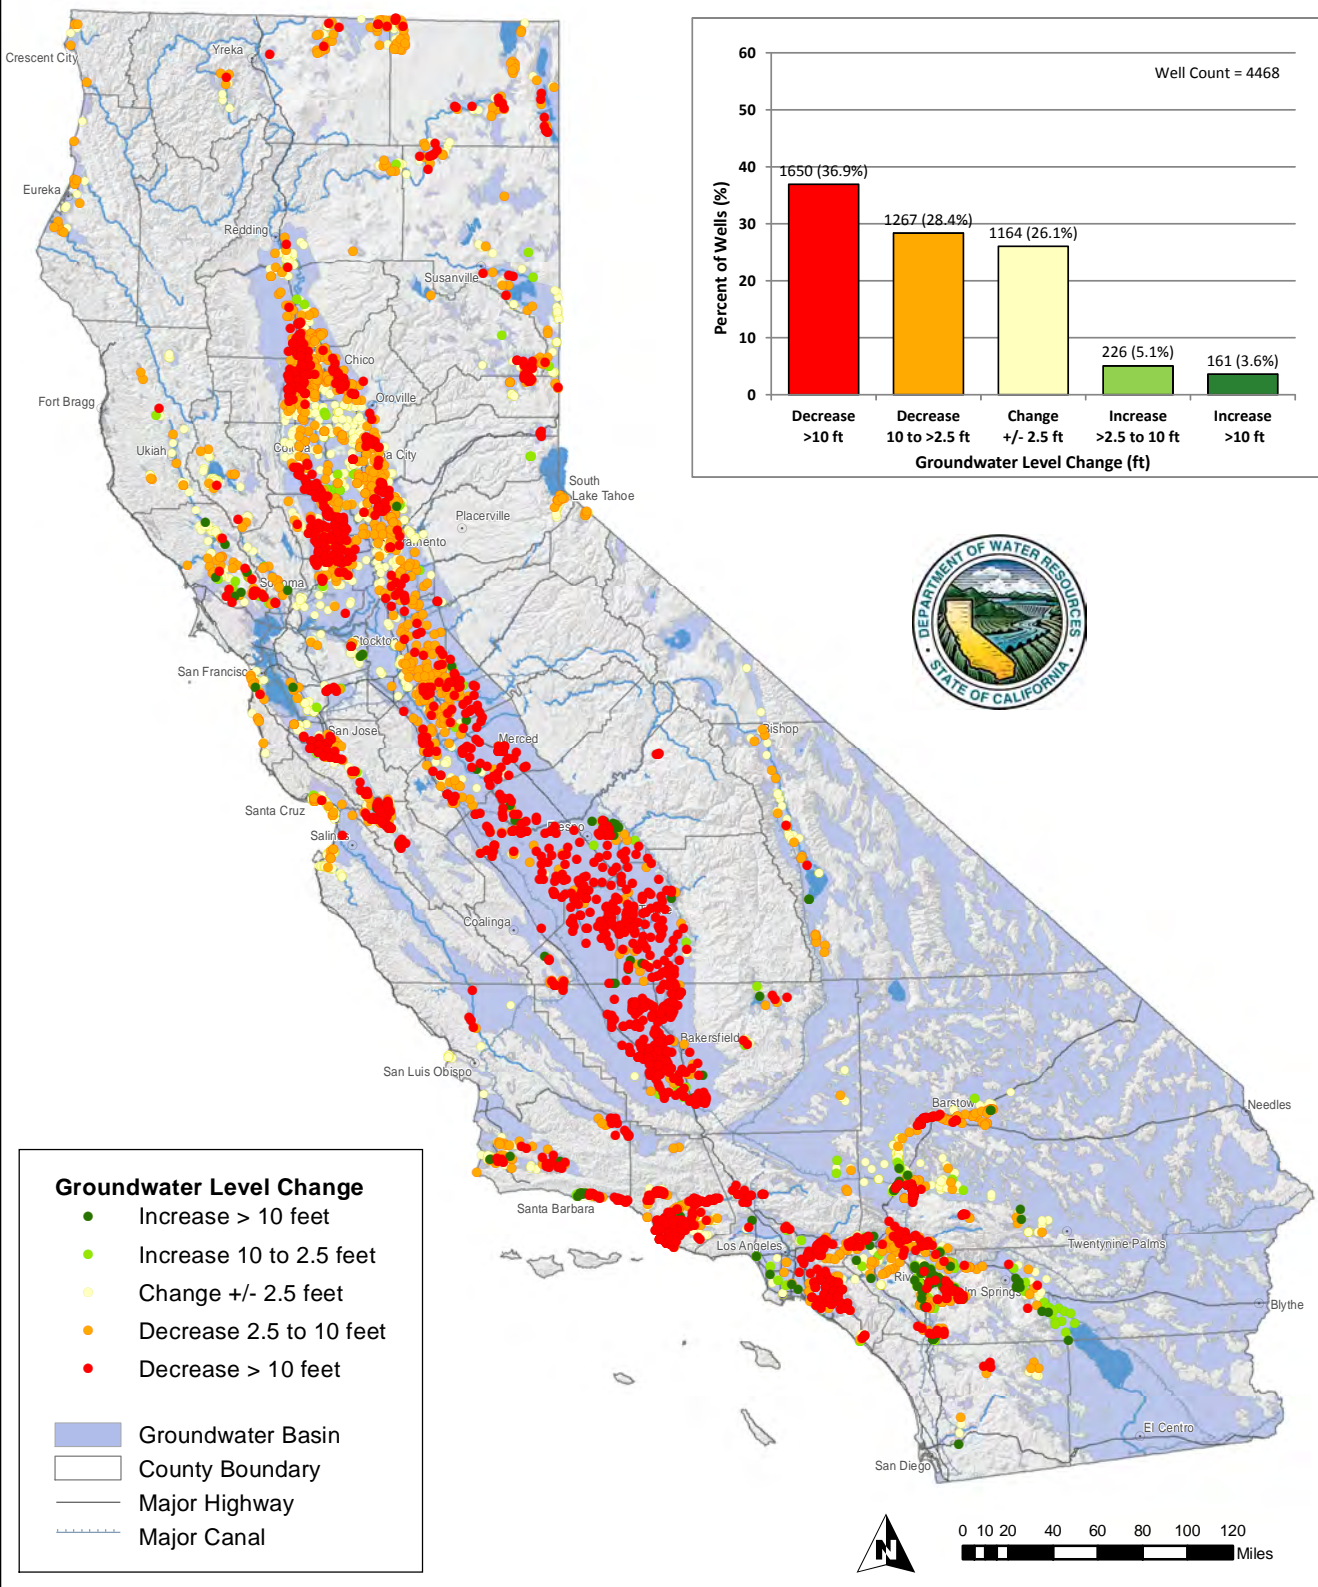 Crescent City
Yreka
Eureka
Redding
Susanville
Chico
Fort Bragg
Oroville
Ukiah
South
Lake Tahoe
Placerville
Sonoma
Stockton
San Francisco
San Jose
Merced
Bishop
Santa Cruz
Salinas
Fresno
Coalinga
Bakersfield
San Luis Obispo
Barstow
Needles
Santa Barbara
Los Angeles
Twentynine Palms
Riv
m Springs
Blythe
El Centro
San Diego
60
50
40
30
20
10
0
Percent of Wells (%)
Well Count = 4468
1650 (36.9%)
1267 (28.4%)
1164 (26.1%)
226 (5.1%)
161 (3.6%)
Decrease
>10 ft
Decrease
10 to >2.5 ft
Change
+/- 2.5 ft
Increase
>2.5 to 10 ft
Increase
>10 ft
Groundwater Level Change (ft)
DEPARTMENT OF WATER RESOURCES
STATE OF CALIFORNIA
Groundwater Level Change
Increase > 10 feet
Increase 10 to 2.5 feet
Change +/- 2.5 feet
Decrease 2.5 to 10 feet
Decrease > 10 feet
Groundwater Basin
County Boundary
Major Highway
Major Canal
N
0 10 20 40 60 80 100 120
Miles